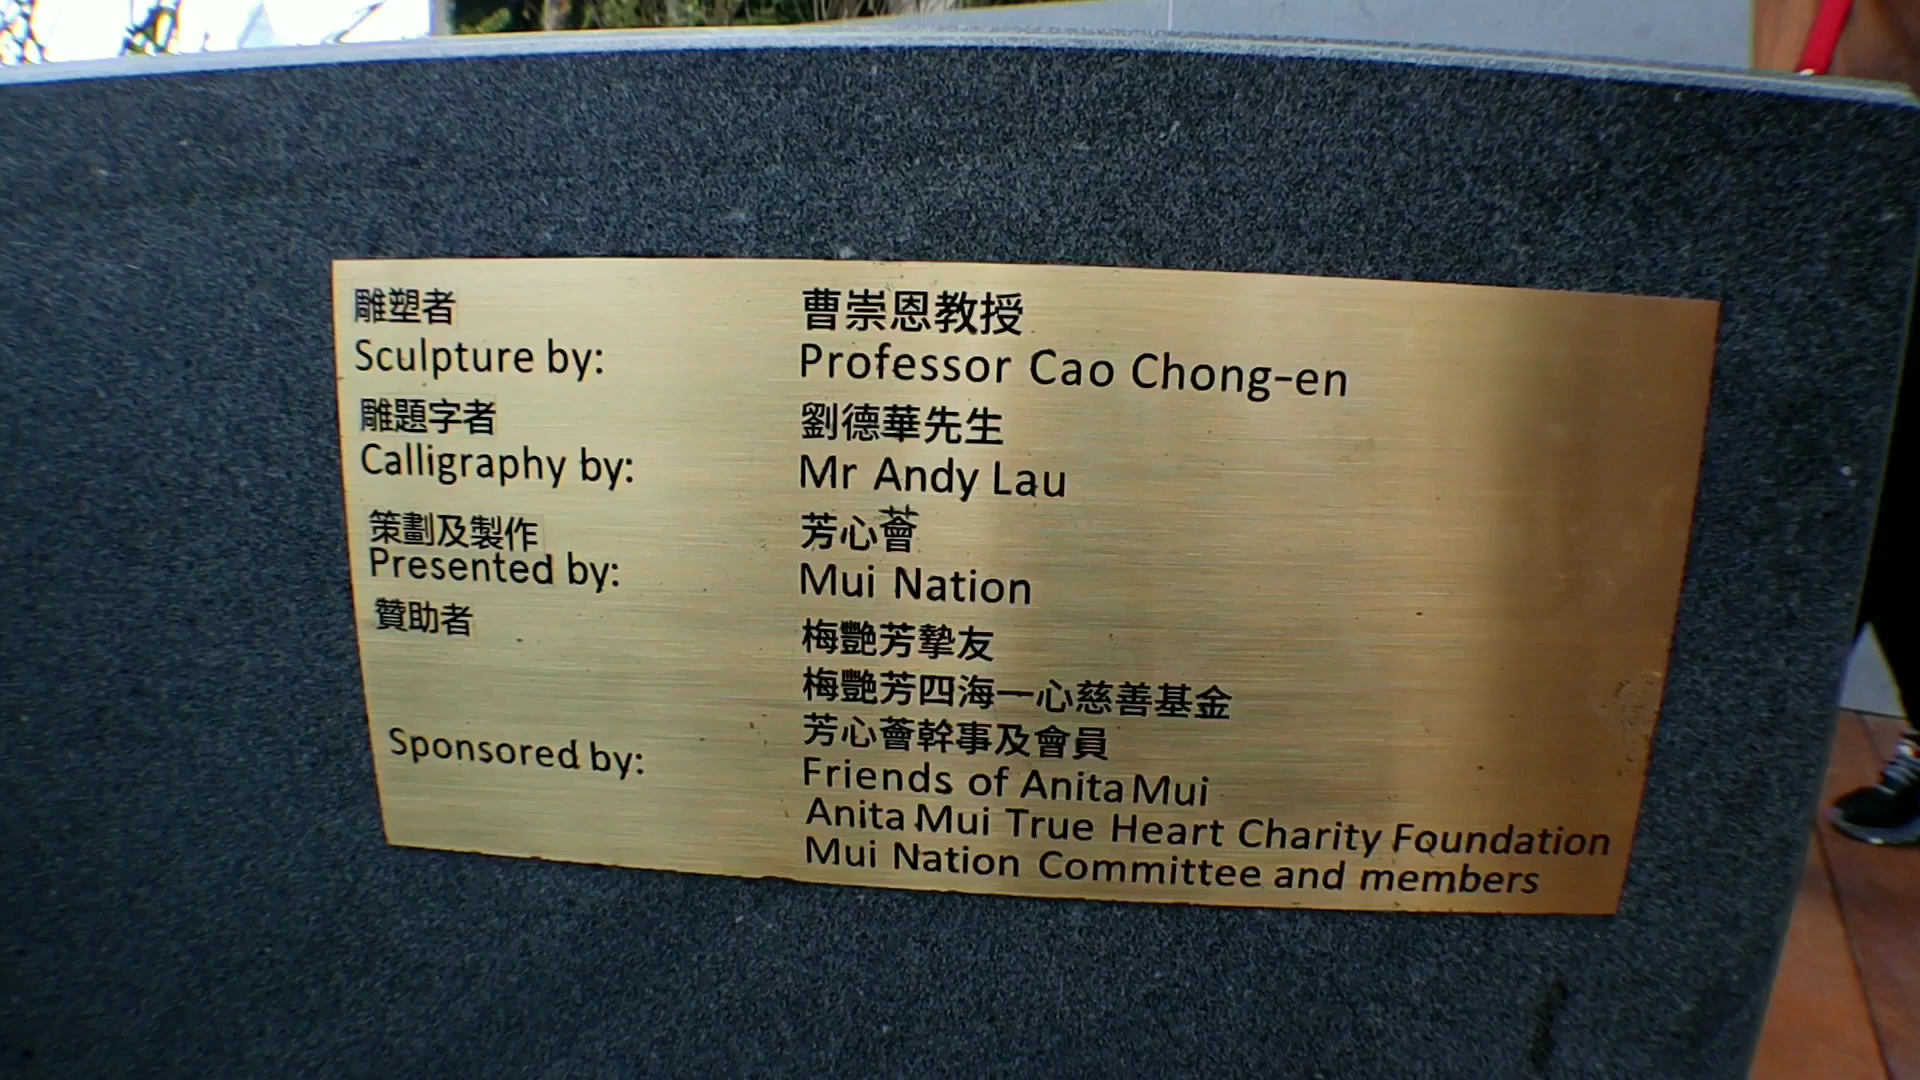 雕塑者 曹崇恩教授
Sculpture by: Professor Cao Chong-en
雕題字者 劉德華先生
Calligraphy by: Mr Andy Lau
策劃及製作 芳心薈
Presented by: Mui Nation
贊助者 梅艷芳摯友
梅艷芳四海一心慈善基金
芳心薈幹事及會員
Sponsored by: Friends of Anita Mui
Anita Mui True Heart Charity Foundation
Mui Nation Committee and members